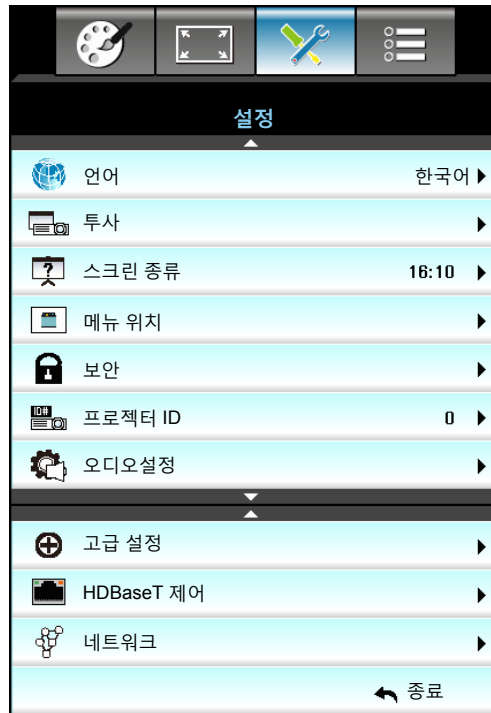 설정
언어 한국어
투사
스크린 종류 16:10
메뉴 위치
보안
ID#
프로젝터 ID 0
오디오설정
고급 설정
HDBaseT 제어
네트워크
종료